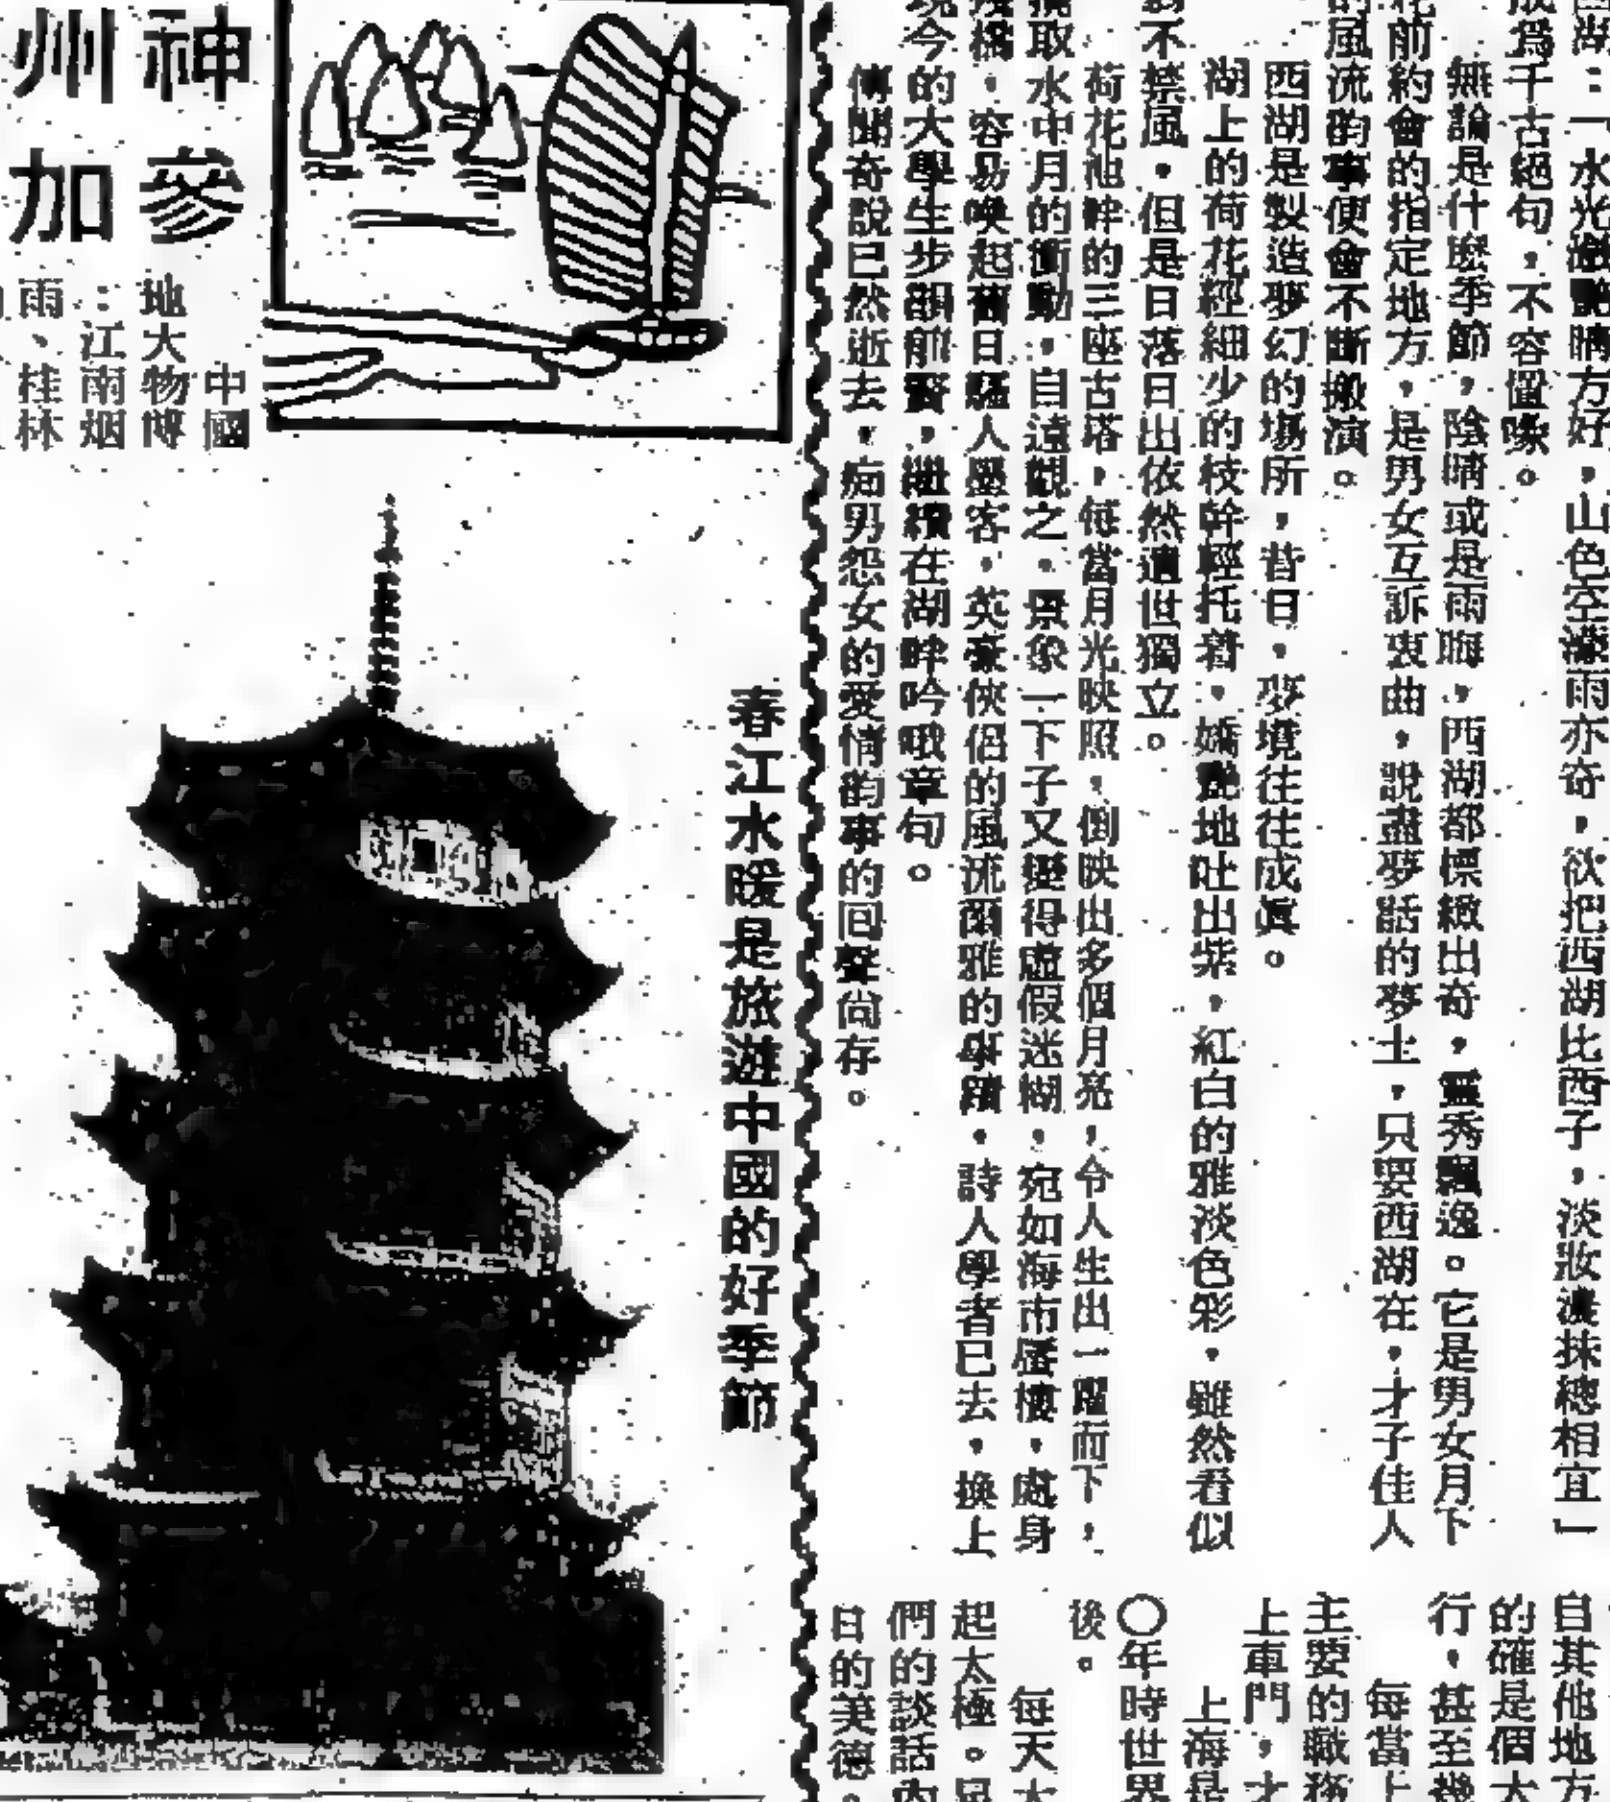 西湖：「水光瀲艷晴方好，山色空濛雨亦奇，欲把西湖比西子，淡妝濃抹總相宜」
成爲千古絕句，不容置喙。
無論是什麼季節，陰晴或是雨晦，西湖都標緻出奇，靈秀飄逸。它是男女月下
花前約會的指定地方，是男女互訴衷曲，說盡夢話的夢土，只要西湖在，才子佳人
的風流韵事便會不斷搬演。
西湖是製造夢幻的場所，昔日，夢境往往成眞。
湖上的荷花經細少的枝幹輕托着，嬌艷地吐出紫，紅白的雅淡色彩，雖然看似
弱不禁風，但是日落日出依然遺世獨立。
荷花池畔的三座古塔，每當月光映照，倒映出多個月亮，令人生出一躍而下，
摘取水中月的衝動，自遠觀之，景象一下子又變得虛假迷糊，宛如海市蜃樓，處身
殘橋，容易喚起舊日騷人墨客，英豪俠侶的風流爾雅的事蹟，詩人學者已去，換上
現今的大學生步湖前賢，繼續在湖畔吟哦章句。
傳聞奇說已然逝去，痴男怨女的愛情韵事的回聲尚存。
自其他地方
的確是個大
行，甚至幾
每當上
主要的職務
上車門，才
上海是
〇年時世界
後。
每天大
起太極。
們的談話內
日的美德。
春江水暖是旅遊中國的好季節
神州
參加
中國
地大物博
：江南烟
雨、桂林